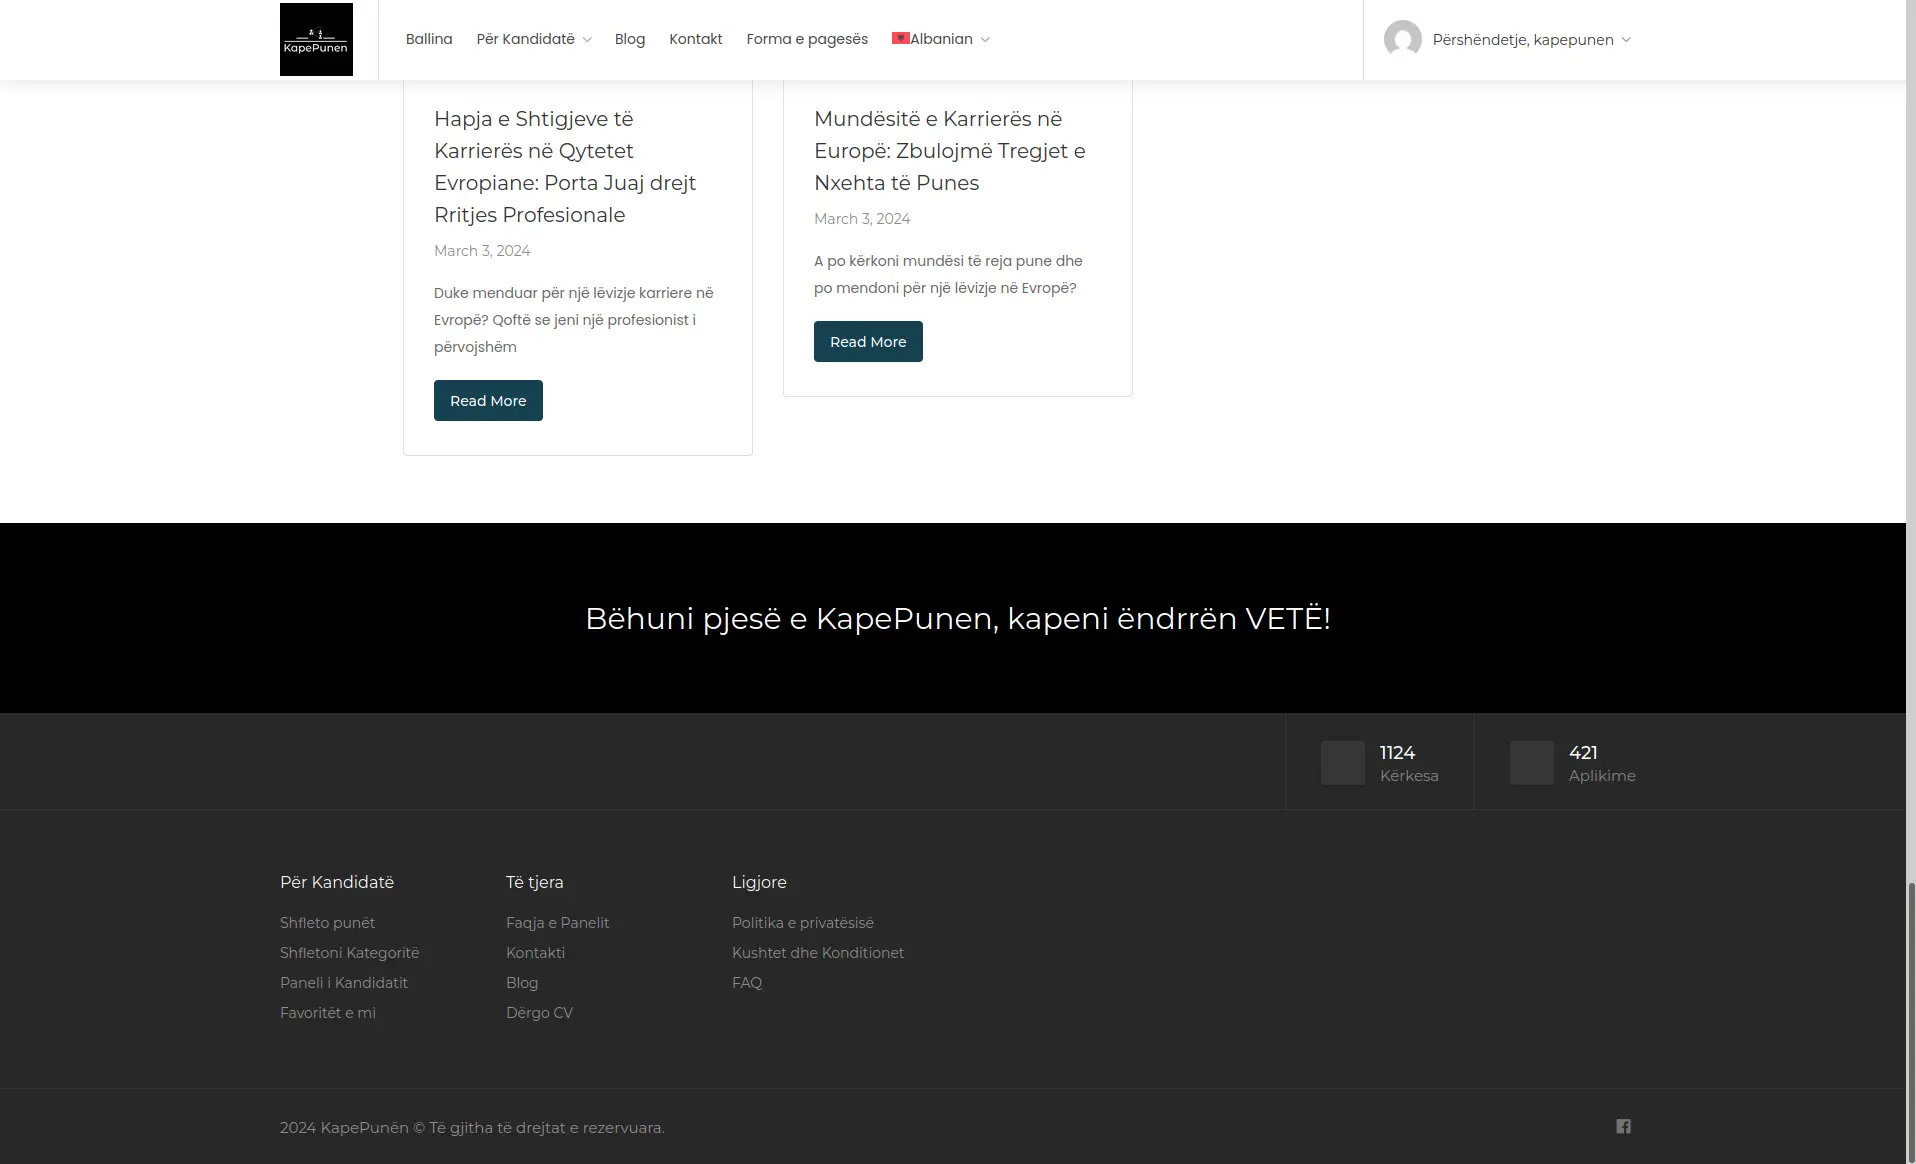 KapePunen
Ballina
Për Kandidatë
Blog
Kontakt
Forma e pagesës
Albanian
Përshëndetje, kapepunen
Hapja e Shtigjeve të
Karrierës në Qytetet
Evropiane: Porta Juaj drejt
Rritjes Profesionale
March 3, 2024
Duke menduar për një lëvizje karriere në
Evropë? Qoftë se jeni një profesionist i
përvojshëm
Read More
Mundësitë e Karrierës në
Europë: Zbulojmë Tregjet e
Nxehta të Punes
March 3, 2024
A po kërkoni mundësi të reja pune dhe
po mendoni për një lëvizje në Evropë?
Read More
Bëhuni pjesë e KapePunen, kapeni ëndrrën VETË!
1124
Kërkesa
421
Aplikime
Për Kandidatë
Shfleto punët
Shfletoni Kategoritë
Paneli i Kandidatit
Favoritët e mi
Të tjera
Faqja e Panelit
Kontakti
Blog
Dërgo CV
Ligjore
Politika e privatësisë
Kushtet dhe Konditionet
FAQ
2024 KapePunën © Të gjitha të drejtat e rezervuara.